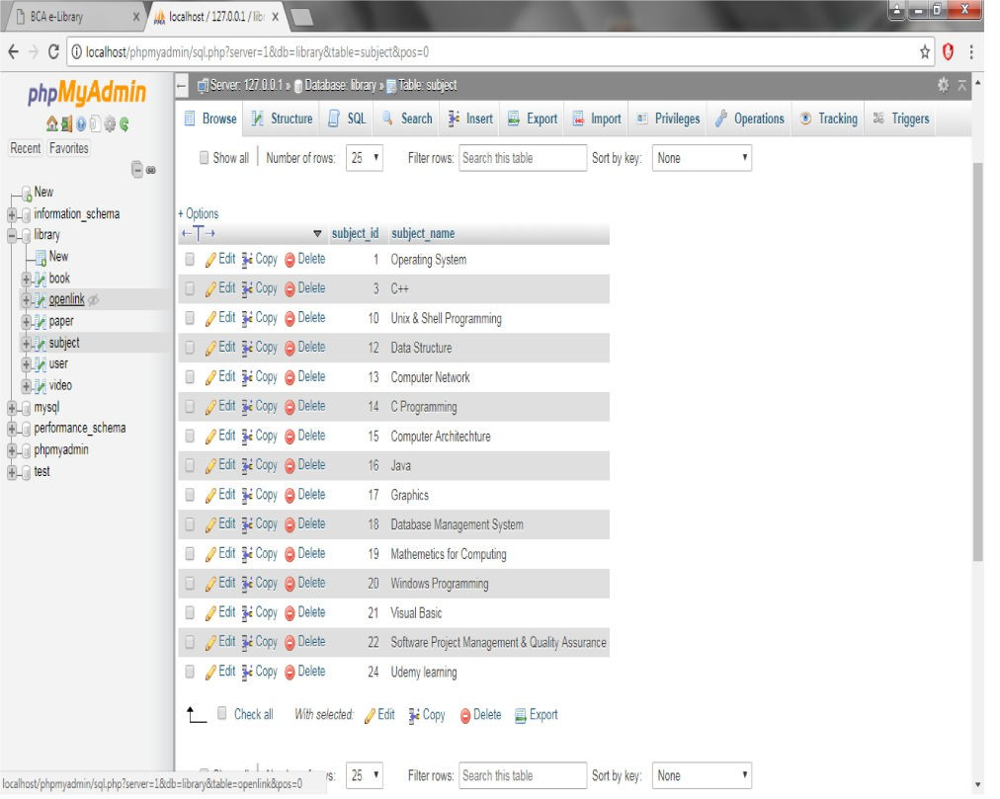 BCA e-Library x localhost / 127.0.0.1 / libr x
localhost/phpmyadmin/sql.php?server=1&db=library&table=subject&pos=0
phpMyAdmin
Recent Favorites
New
information_schema
library
New
book
openlink
paper
subject
user
video
mysql
performance_schema
phpmyadmin
test
Server: 127.0.0.1 » Database: library » Table: subject
Browse Structure SQL Search Insert Export Import Privileges Operations Tracking Triggers
Show all Number of rows: 25 Filter rows: Search this table Sort by key: None
+ Options
←T→ subject_id subject_name
Edit Copy Delete 1 Operating System
Edit Copy Delete 3 C++
Edit Copy Delete 10 Unix & Shell Programming
Edit Copy Delete 12 Data Structure
Edit Copy Delete 13 Computer Network
Edit Copy Delete 14 C Programming
Edit Copy Delete 15 Computer Architechture
Edit Copy Delete 16 Java
Edit Copy Delete 17 Graphics
Edit Copy Delete 18 Database Management System
Edit Copy Delete 19 Mathemetics for Computing
Edit Copy Delete 20 Windows Programming
Edit Copy Delete 21 Visual Basic
Edit Copy Delete 22 Software Project Management & Quality Assurance
Edit Copy Delete 24 Udemy learning
Check all With selected: Edit Copy Delete Export
25 Filter rows: Search this table Sort by key: None
localhost/phpmyadmin/sql.php?server=1&db=library&table=openlink&pos=0